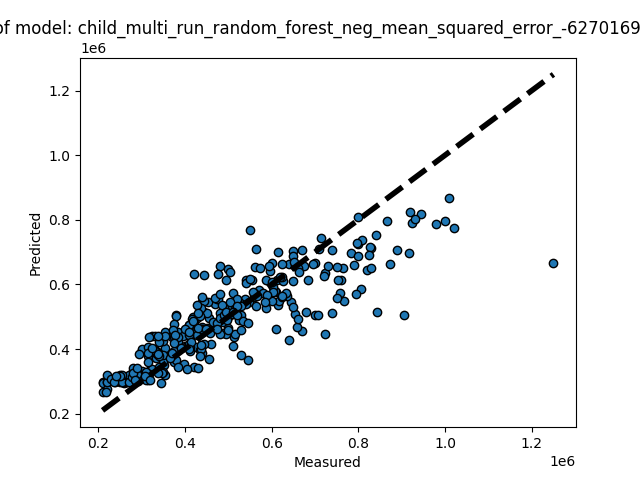 of model: child_multi_run_random_forest_neg_mean_squared_error_-6270169
1e6
1.2
1.0
0.8
0.6
0.4
0.2
Predicted
0.2 0.4 0.6 0.8 1.0 1.2
Measured
1e6